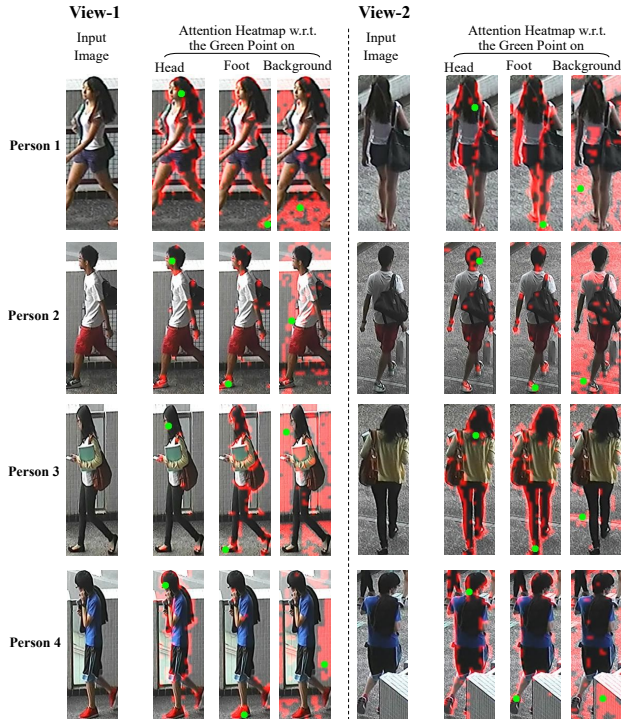 View-1
View-2
Input
Image
Attention Heatmap w.r.t.
the Green Point on
Head
Foot
Background
Input
Image
Attention Heatmap w.r.t.
the Green Point on
Head
Foot
Background
Person 1
Person 2
Person 3
Person 4